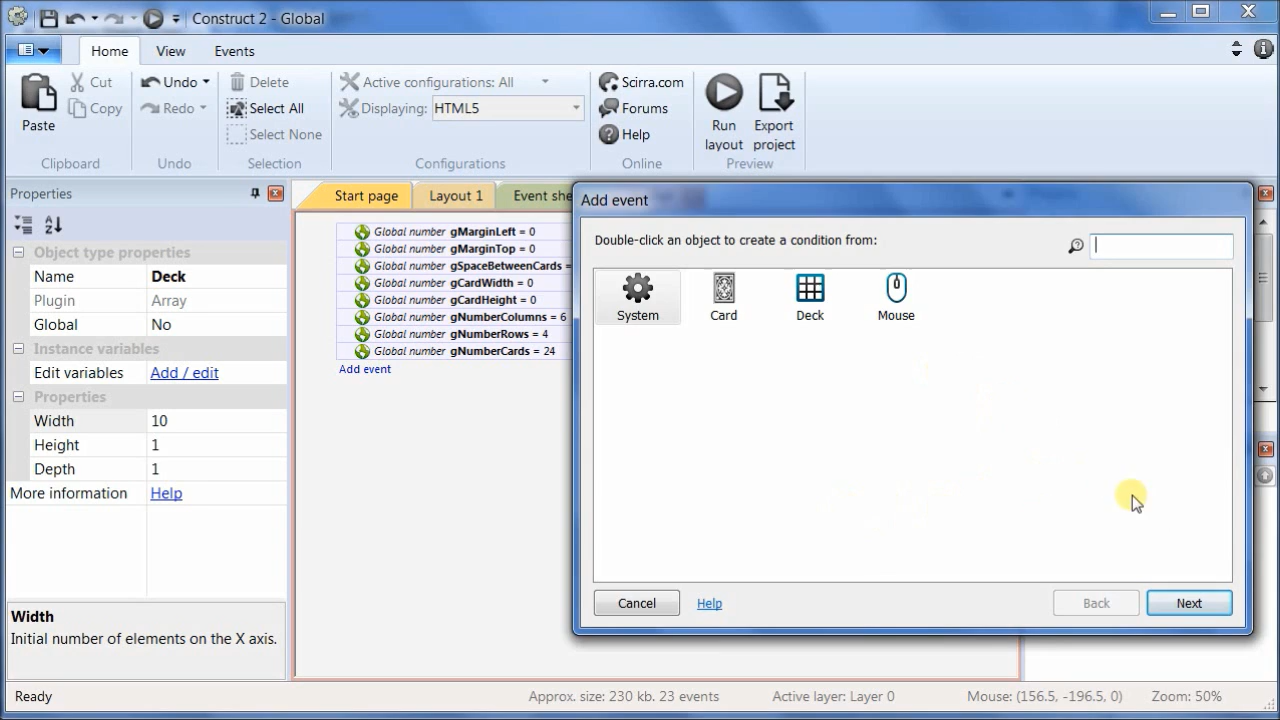 Construct 2 - Global
Home View Events
Paste
Cut
Copy
Clipboard
Undo
Redo
Undo
Delete
Select All
Select None
Selection
Active configurations: All
Displaying: HTML5
Configurations
Scirra.com
Forums
Help
Online
Run layout
Export project
Preview
Properties
Object type properties
Name Deck
Plugin Array
Global No
Instance variables
Edit variables Add / edit
Properties
Width 10
Height 1
Depth 1
More information Help
Width
Initial number of elements on the X axis.
Start page Layout 1 Event she
Global number gMarginLeft = 0
Global number gMarginTop = 0
Global number gSpaceBetweenCards =
Global number gCardWidth = 0
Global number gCardHeight = 0
Global number gNumberColumns = 6
Global number gNumberRows = 4
Global number gNumberCards = 24
Add event
Add event
Double-click an object to create a condition from:
System Card Deck Mouse
Cancel Help Back Next
Ready Approx. size: 230 kb. 23 events Active layer: Layer 0 Mouse: (156.5, -196.5, 0) Zoom: 50%